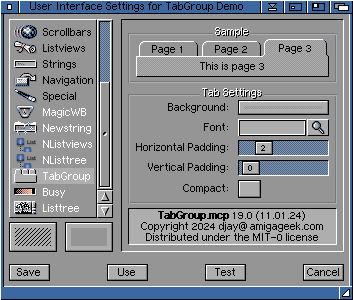 User Interface Settings for TabGroup Demo
Scrollbars
Listviews
Strings
Navigation
Special
MagicWB
Newstring
NListviews
NListtree
TabGroup
Busy
Listtree
Sample
Page 1 Page 2 Page 3
This is page 3
Tab Settings
Background:
Font:
Horizontal Padding: 2
Vertical Padding: 0
Compact:
TabGroup.mcp 19.0 (11.01.24)
Copyright 2024 djay@amigageek.com
Distributed under the MIT-0 license
Save Use Test Cancel